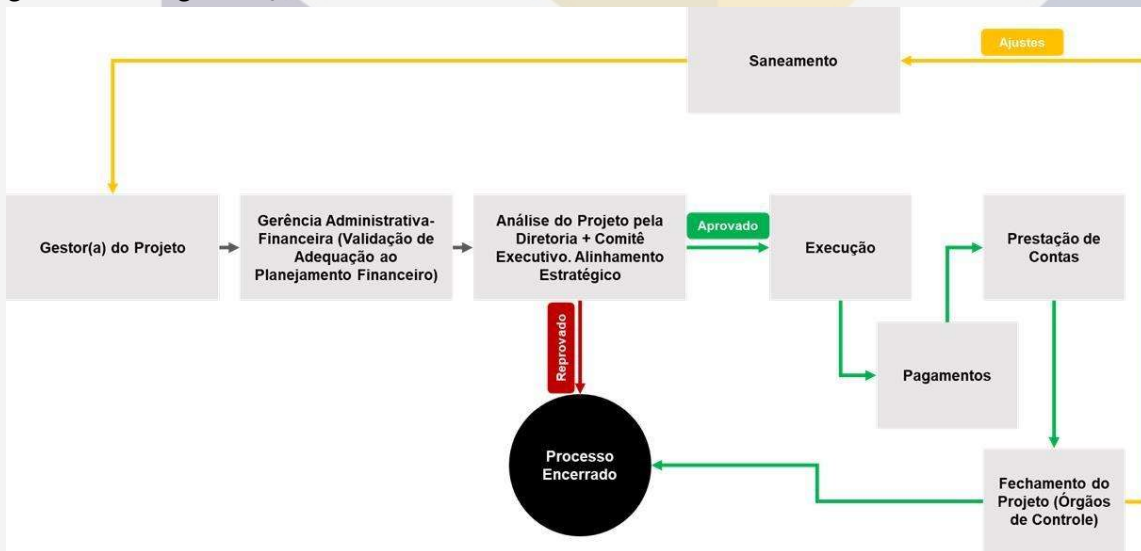 Ajustes
Saneamento
Gestor(a) do Projeto
Gerência Administrativa-
Financeira (Validação de
Adequação ao
Planejamento Financeiro)
Análise do Projeto pela
Diretoria + Comitê
Executivo. Alinhamento
Estratégico
Aprovado
Execução
Prestação de
Contas
Reprovado
Pagamentos
Processo
Encerrado
Fechamento do
Projeto (Órgãos
de Controle)